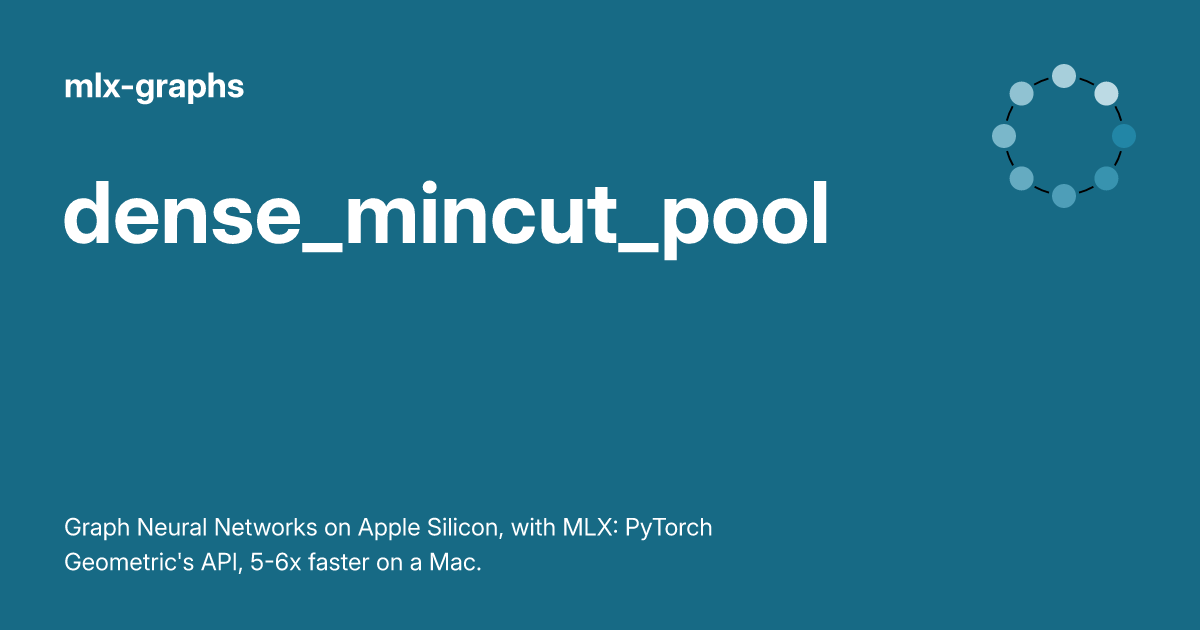 mlx-graphs
dense_mincut_pool
Graph Neural Networks on Apple Silicon, with MLX: PyTorch
Geometric's API, 5-6x faster on a Mac.